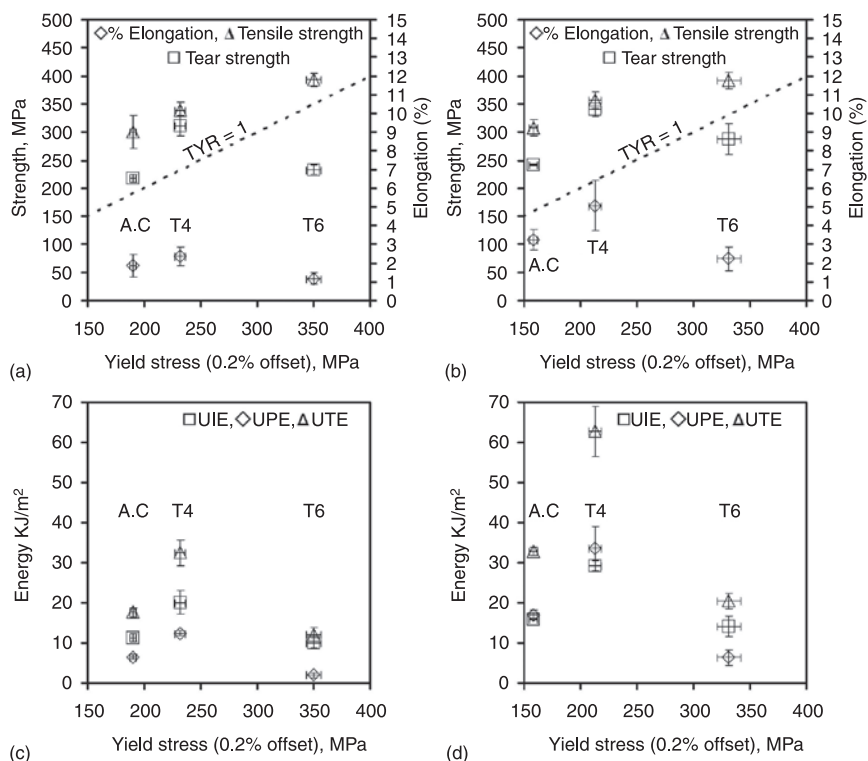 500
450
400
350
300
250
200
150
100
50
0
Strength, MPa
% Elongation, Tensile strength
Tear strength
TYR = 1
A.C
T4
T6
15
14
13
12
11
10
9
8
7
6
5
4
3
2
1
0
Elongation (%)
150 200 250 300 350 400
Yield stress (0.2% offset), MPa
(a)
500
450
400
350
300
250
200
150
100
50
0
Strength, MPa
% Elongation, Tensile strength
Tear strength
TYR = 1
A.C
T4
T6
15
14
13
12
11
10
9
8
7
6
5
4
3
2
1
0
Elongation (%)
150 200 250 300 350 400
Yield stress (0.2% offset), MPa
(b)
70
60
50
40
30
20
10
0
Energy KJ/m²
UIE, UPE, UTE
A.C T4 T6
150 200 250 300 350 400
Yield stress (0.2% offset), MPa
(c)
70
60
50
40
30
20
10
0
Energy KJ/m²
UIE, UPE, UTE
A.C T4 T6
150 200 250 300 350 400
Yield stress (0.2% offset), MPa
(d)